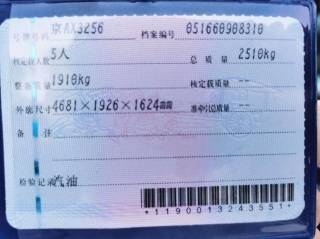 号牌号码 京AX3256 档案编号 051660908310
核定载人数 5人 总质量 2510kg
整备质量 1910kg 核定载质量 --
外廓尺寸 4681×1926×1624mm 准牵引总质量 --
备注 --
检验记录 汽油
*1190013243551*